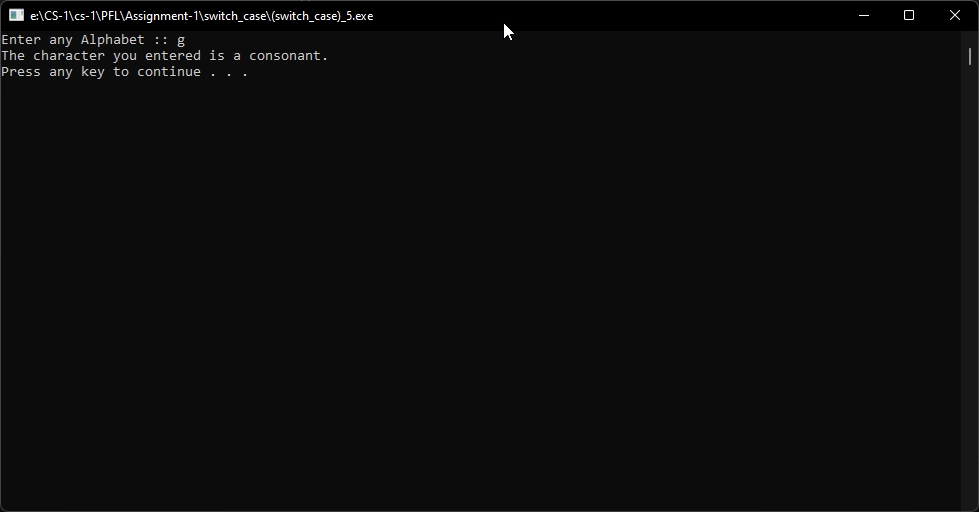 e:\CS-1\cs-1\PFL\Assignment-1\switch_case\(switch_case)_5.exe
Enter any Alphabet :: g
The character you entered is a consonant.
Press any key to continue . . .